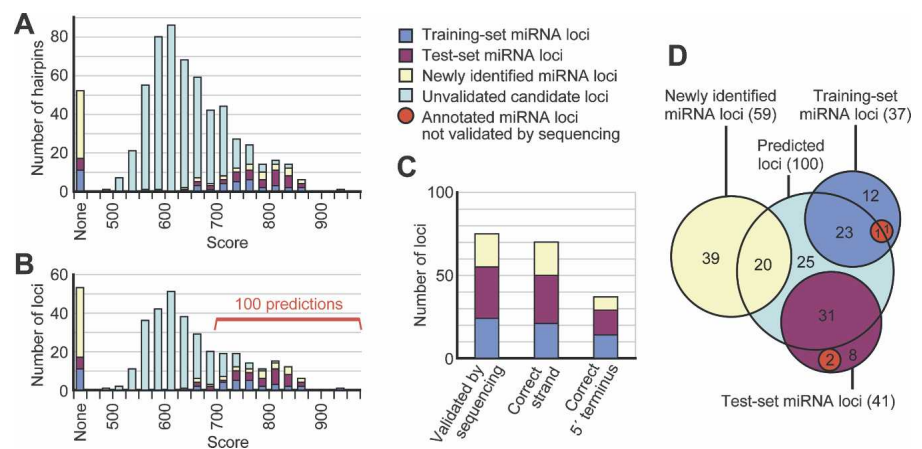 A
Number of hairpins
80
60
40
20
0
None
500
600
700
800
900
Score
Training-set miRNA loci
Test-set miRNA loci
Newly identified miRNA loci
Unvalidated candidate loci
Annotated miRNA loci
not validated by sequencing
B
Number of loci
60
40
20
0
100 predictions
None
500
600
700
800
900
Score
C
Number of loci
100
50
0
Validated by
sequencing
Correct
strand
Correct
5′ terminus
D
Newly identified
miRNA loci (59)
Training-set
miRNA loci (37)
Predicted
loci (100)
12
23
1
1
39
20
25
31
2
8
Test-set miRNA loci (41)